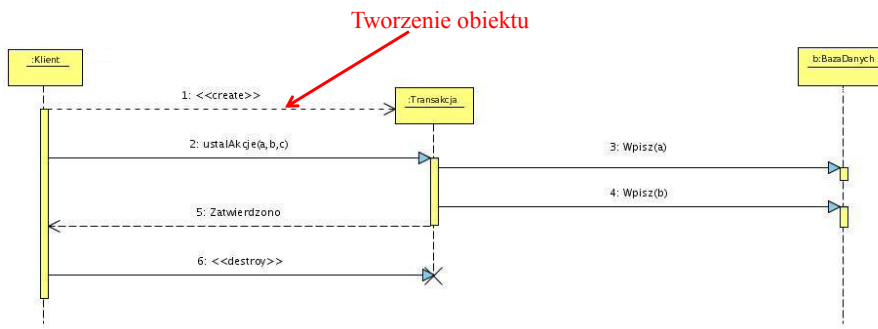 Tworzenie obiektu
:Klient
b:BazaDanych
1: <<create>>
:Transakcja
2: ustalAkcje(a,b,c)
3: Wpisz(a)
4: Wpisz(b)
5: Zatwierdzono
6: <<destroy>>